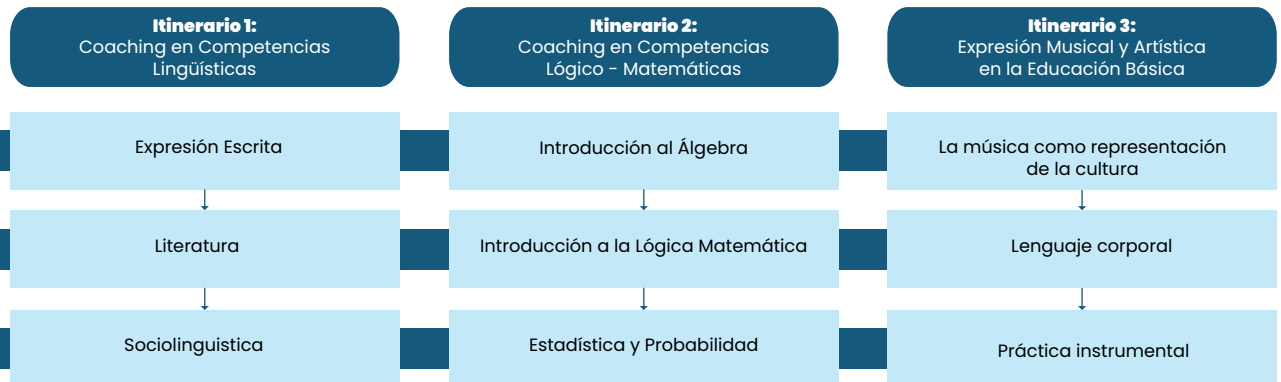 Itinerario 1:
Coaching en Competencias
Lingüísticas
Itinerario 2:
Coaching en Competencias
Lógico - Matemáticas
Itinerario 3:
Expresión Musical y Artística
en la Educación Básica
Expresión Escrita
Introducción al Álgebra
La música como representación
de la cultura
Literatura
Introducción a la Lógica Matemática
Lenguaje corporal
Sociolinguistica
Estadística y Probabilidad
Práctica instrumental